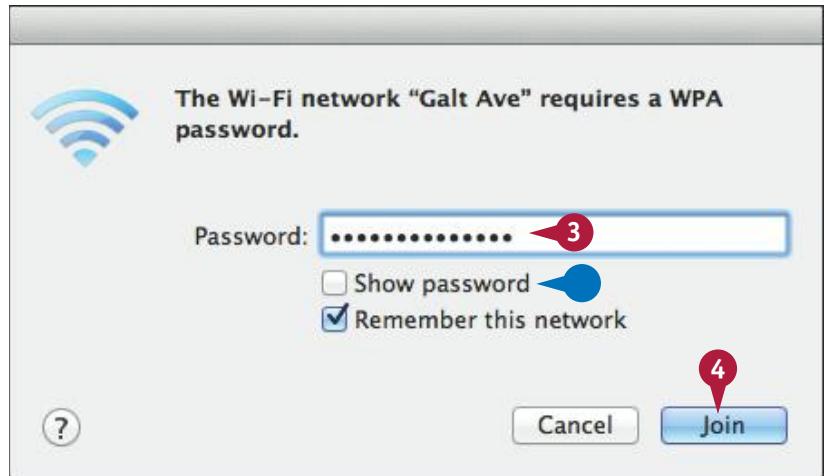 The Wi-Fi network “Galt Ave” requires a WPA
password.
Password: •••••••••••••• 3
Show password
Remember this network
4
? Cancel Join